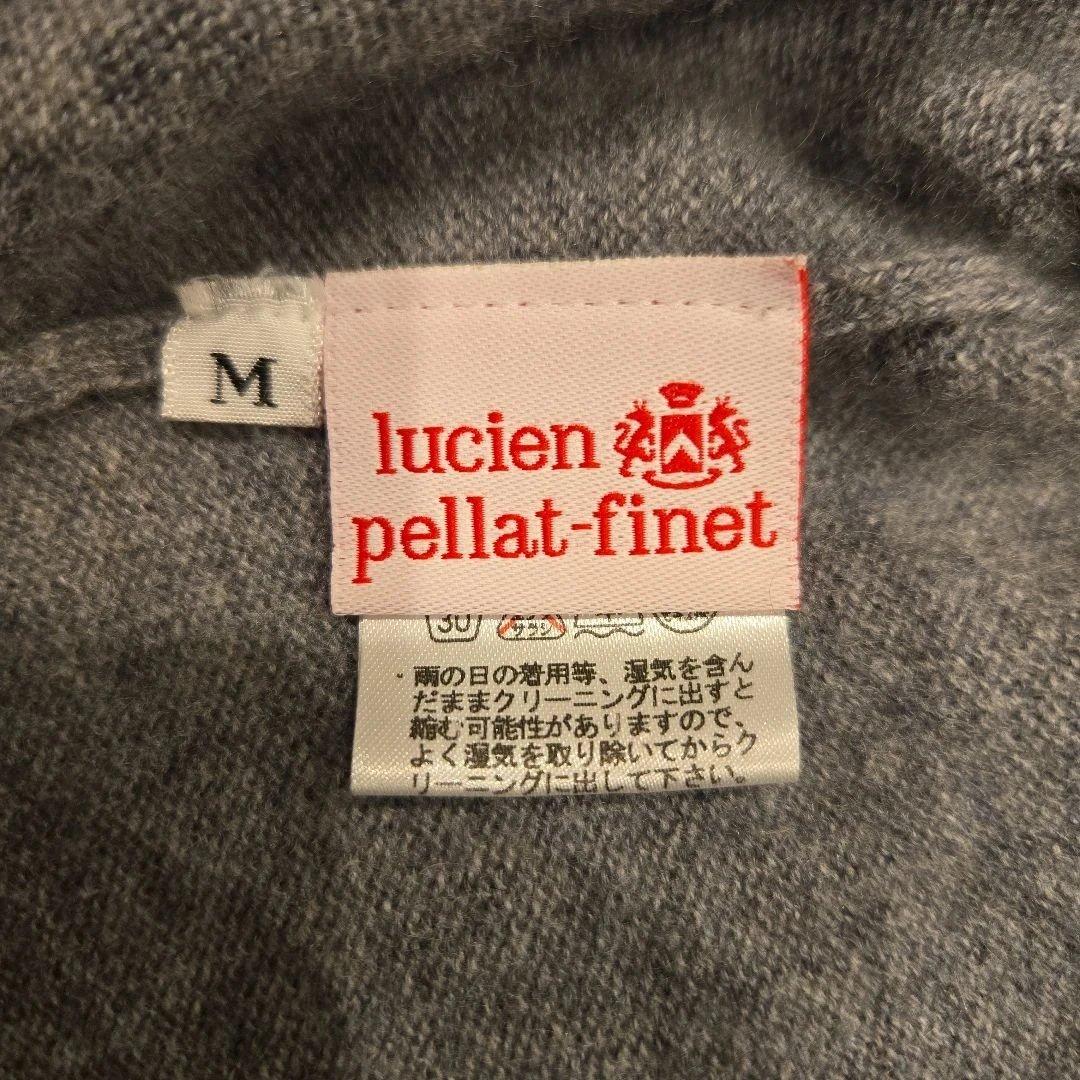 M
lucien
pellat-finet
30 サラシ
・雨の日の着用等、湿気を含ん
だままクリーニングに出すと
縮む可能性がありますので、
よく湿気を取り除いてからク
リーニングに出して下さい。